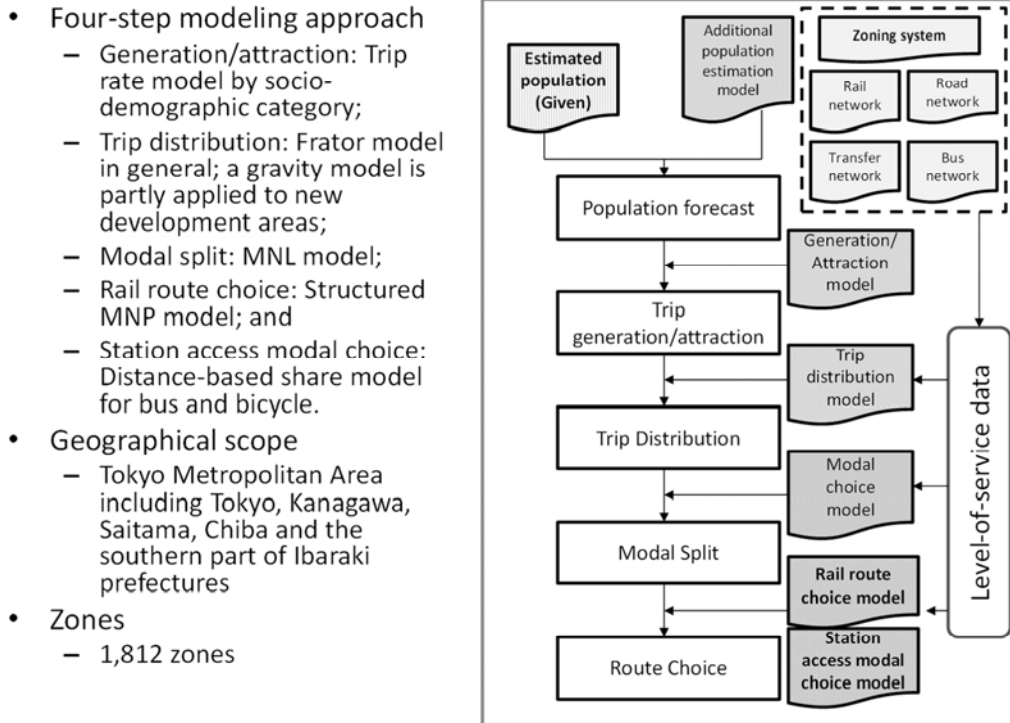 • Four-step modeling approach
– Generation/attraction: Trip
rate model by socio-
demographic category;
– Trip distribution: Frator model
in general; a gravity model is
partly applied to new
development areas;
– Modal split: MNL model;
– Rail route choice: Structured
MNP model; and
– Station access modal choice:
Distance-based share model
for bus and bicycle.
• Geographical scope
– Tokyo Metropolitan Area
including Tokyo, Kanagawa,
Saitama, Chiba and the
southern part of Ibaraki
prefectures
• Zones
– 1,812 zones
Estimated
population
(Given)
Additional
population
estimation
model
Zoning system
Rail
network
Road
network
Transfer
network
Bus
network
Population forecast
Generation/
Attraction
model
Trip
generation/attraction
Trip
distribution
model
Trip Distribution
Modal
choice
model
Modal Split
Rail route
choice model
Station
access modal
choice model
Route Choice
Level-of-service data